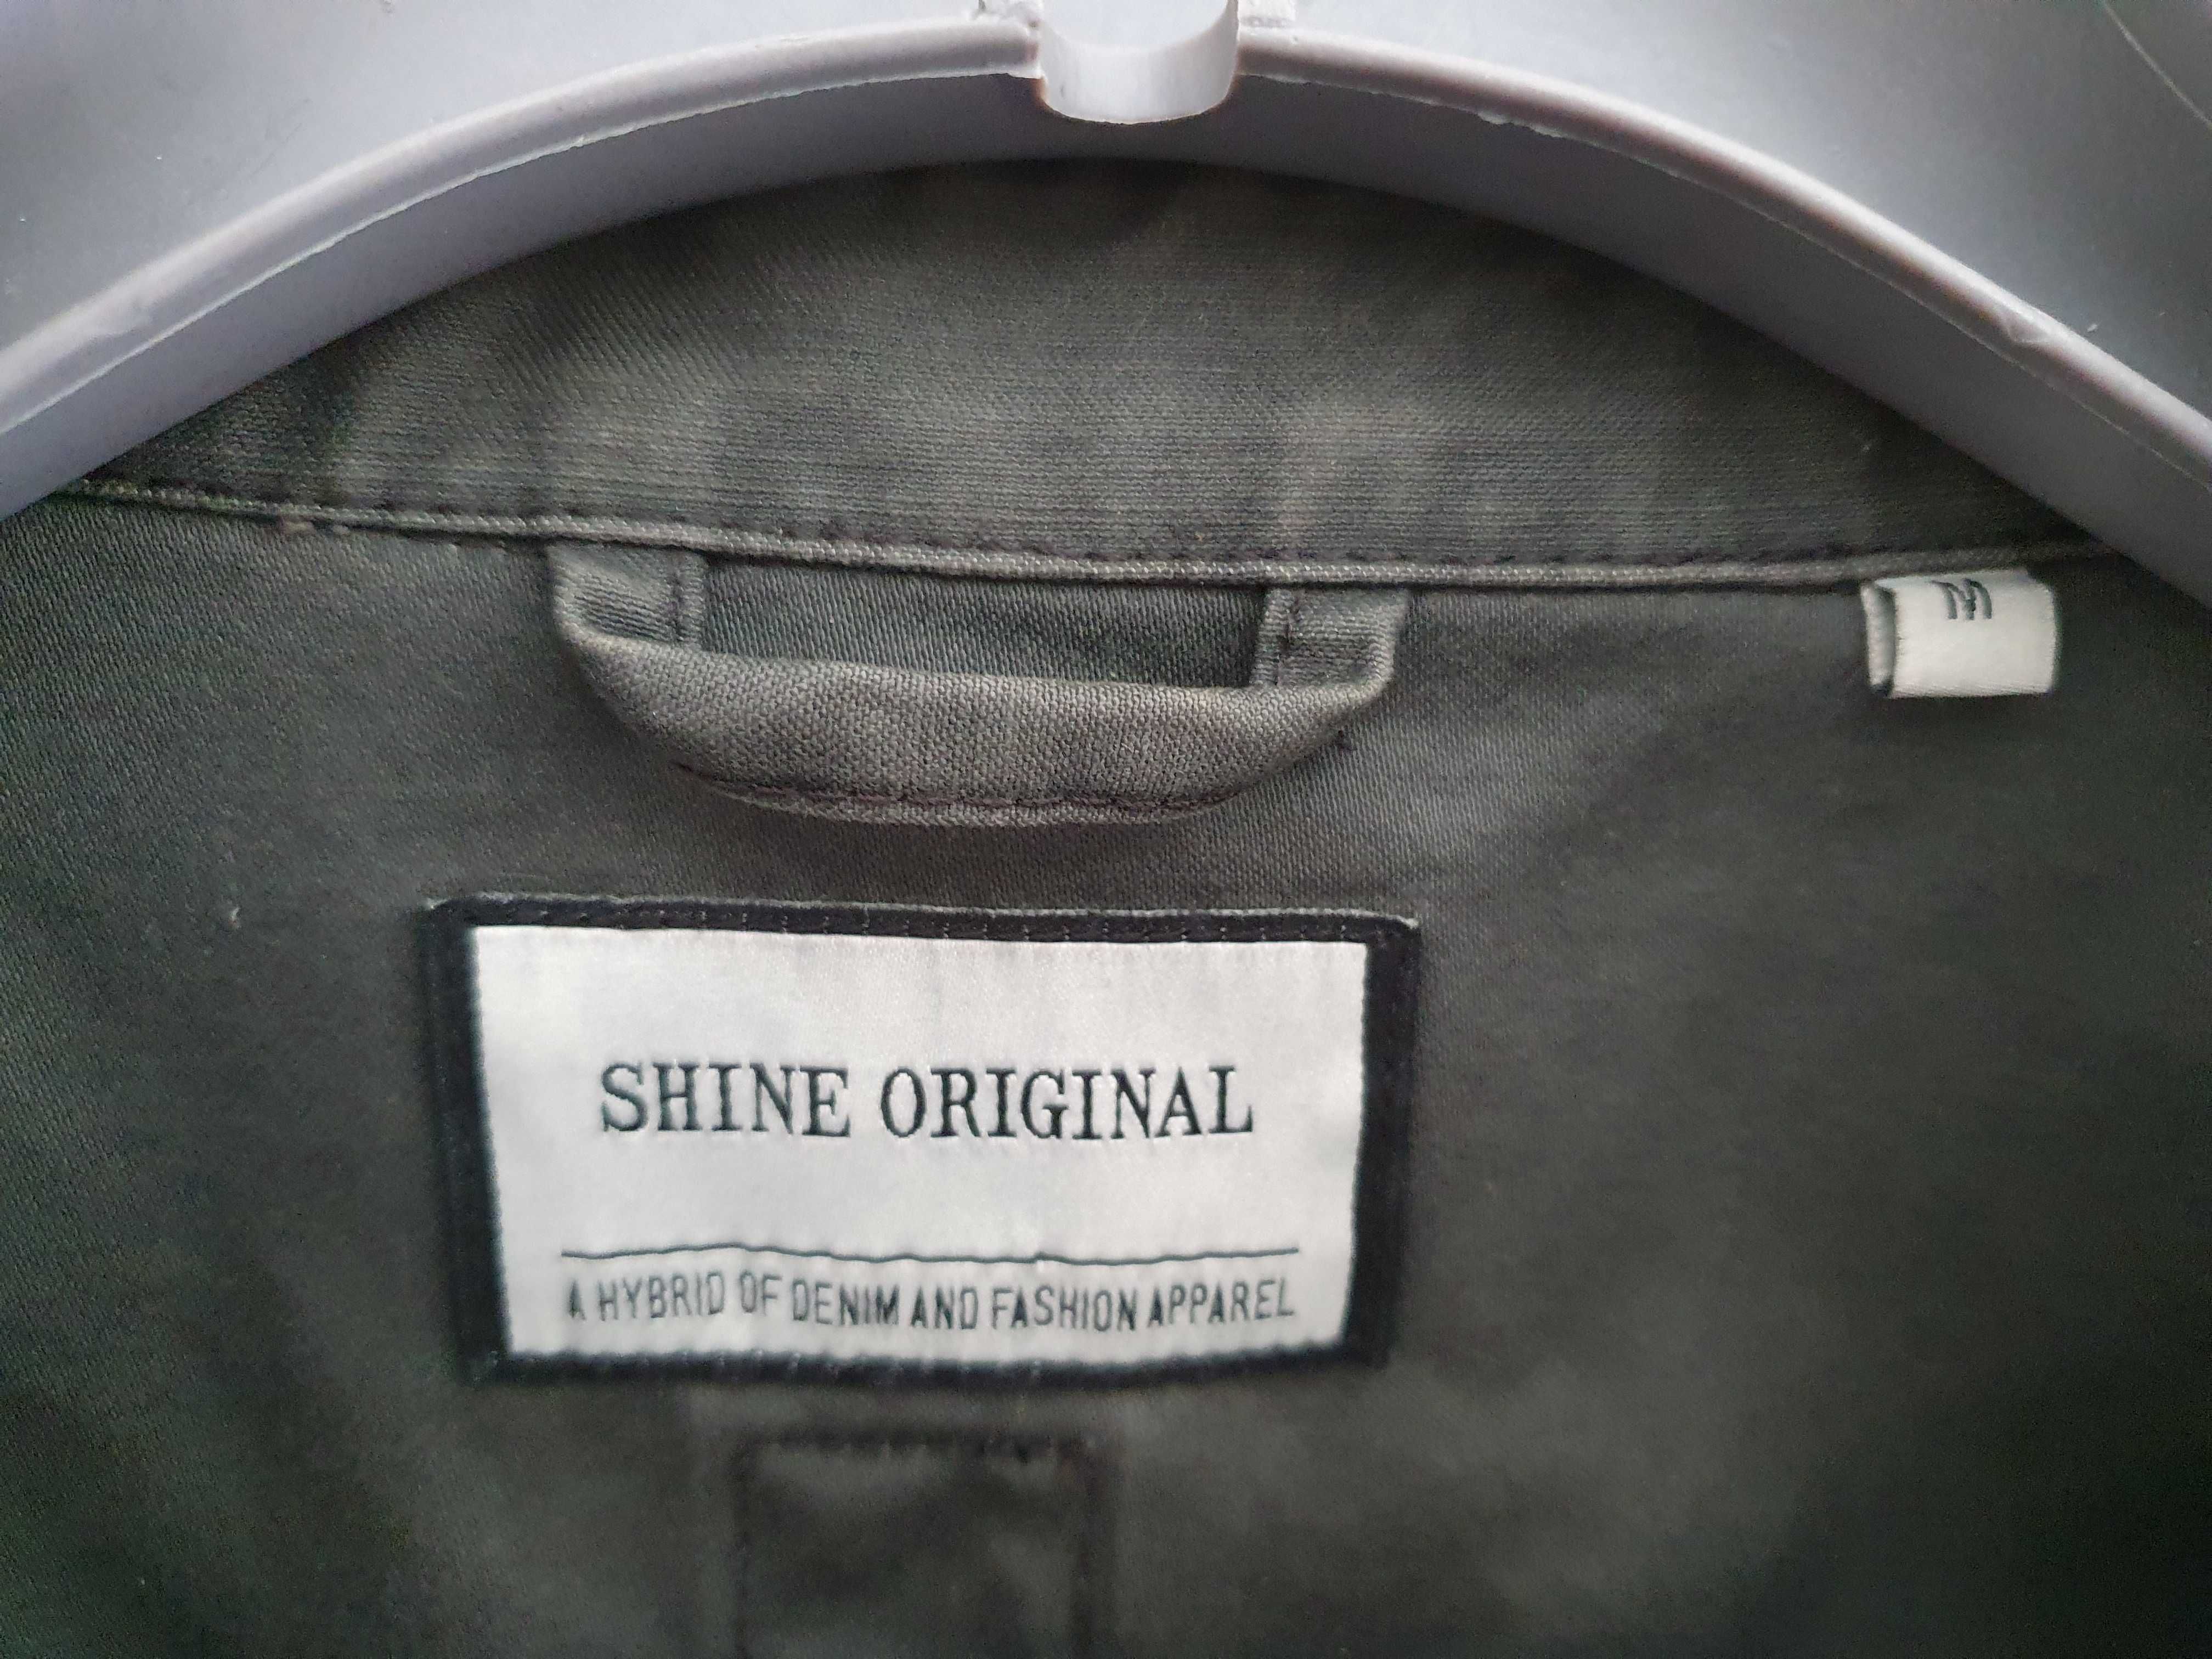 M
SHINE ORIGINAL
A HYBRID OF DENIM AND FASHION APPAREL